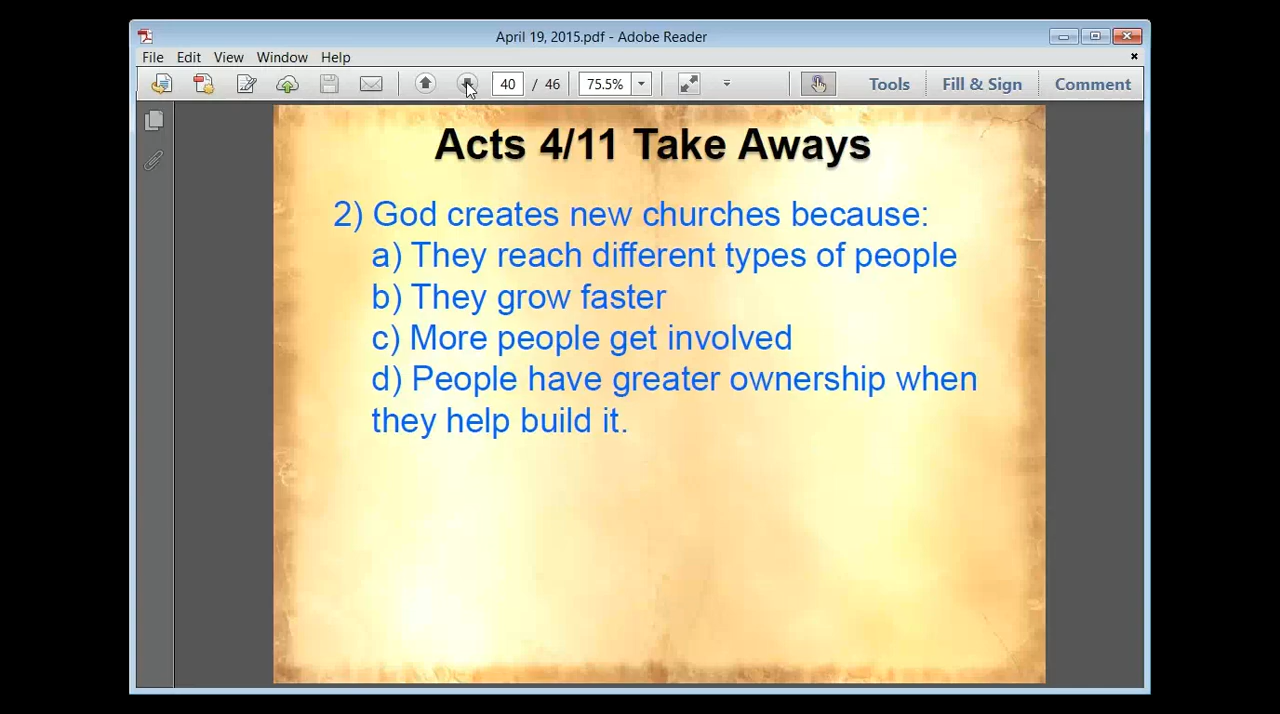 April 19, 2015.pdf - Adobe Reader
File Edit View Window Help
40 / 46 75.5% Tools Fill & Sign Comment
Acts 4/11 Take Aways
2) God creates new churches because:
a) They reach different types of people
b) They grow faster
c) More people get involved
d) People have greater ownership when
they help build it.